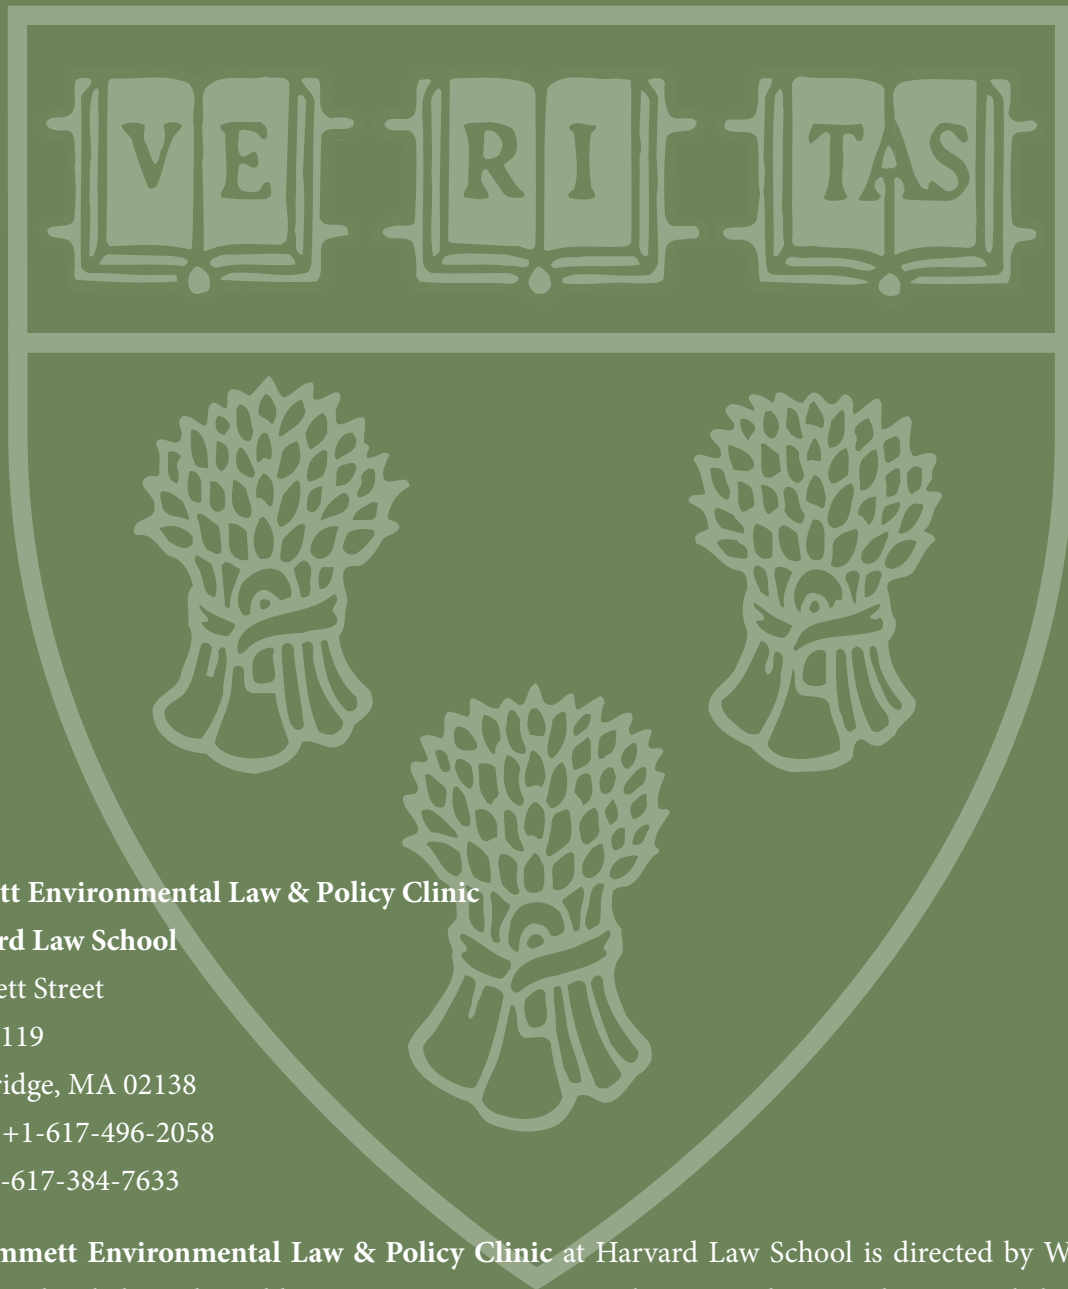 VE RI TAS
tt Environmental Law & Policy Clinic
rd Law School
ett Street
119
ridge, MA 02138
+1-617-496-2058
-617-384-7633
mmett Environmental Law & Policy Clinic at Harvard Law School is directed by W